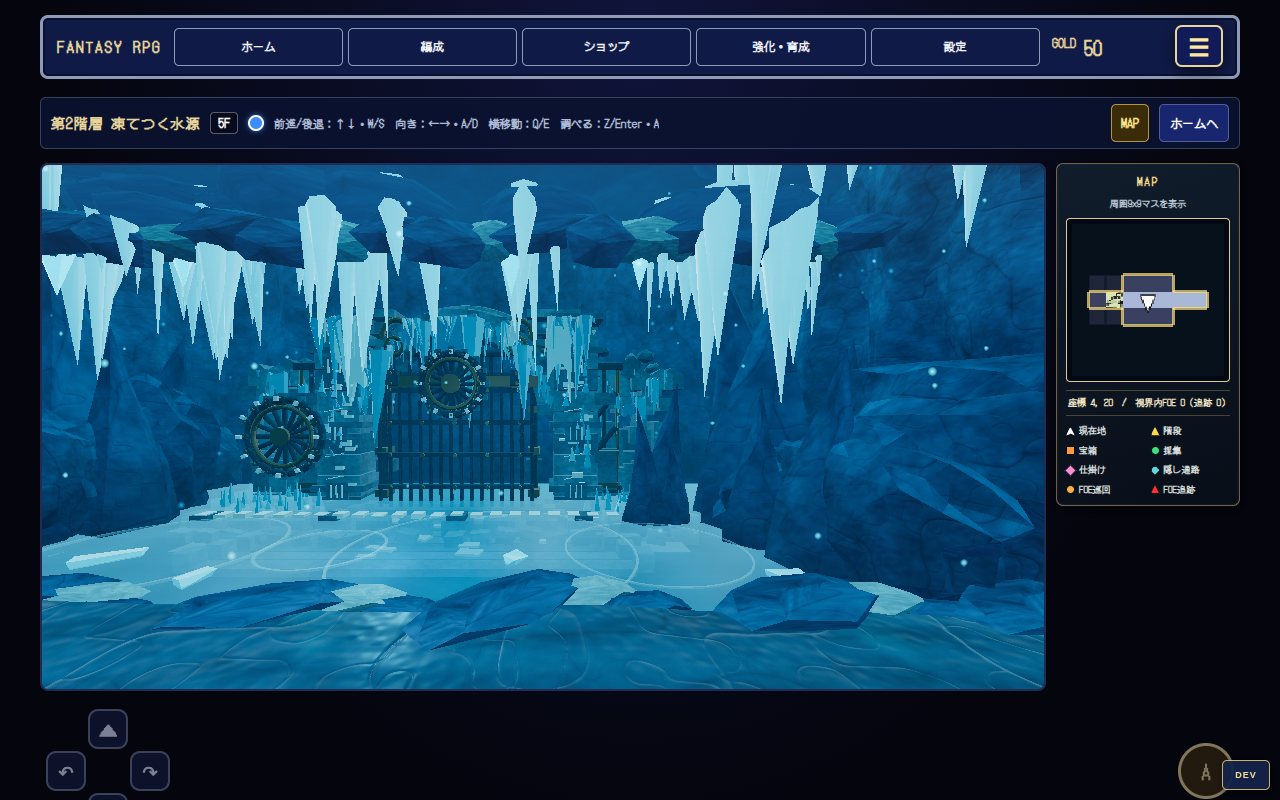 FANTASY RPG ホーム 編成 ショップ 強化・育成 設定 GOLD 50
第2階層 凍てつく水源 5F 前進/後退：↑↓・W/S 向き：←→・A/D 横移動：Q/E 調べる：Z/Enter・A MAP ホームへ
MAP
周囲9x9マスを表示
座標 4, 20 / 視界内FOE 0 (追跡 0)
現在地 階段
宝箱 採集
仕掛け 隠し通路
FOE巡回 FOE追跡
A DEV